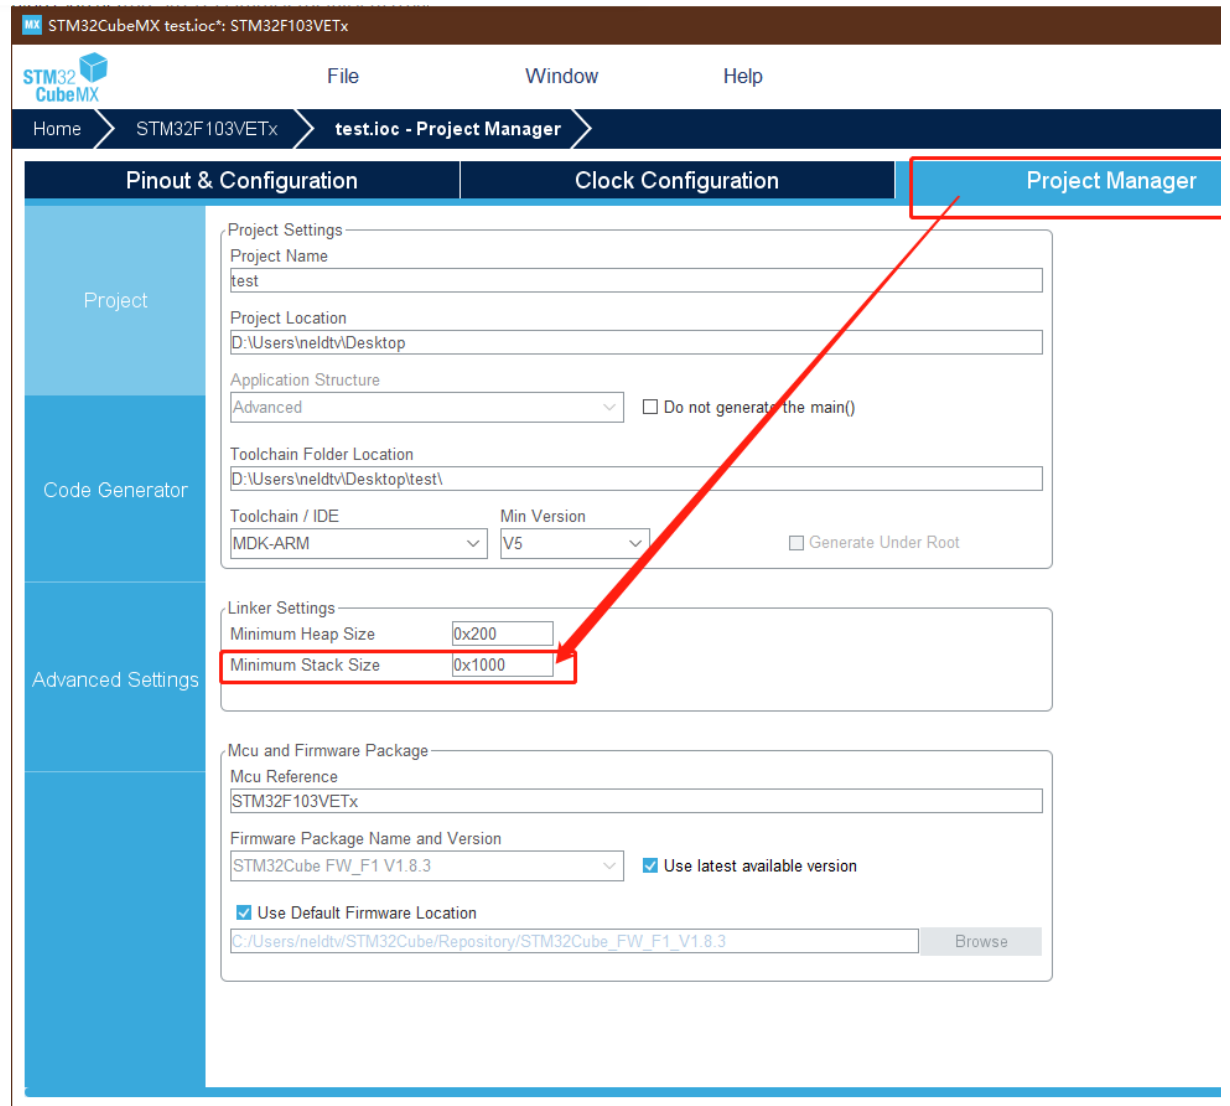 MX STM32CubeMX test.ioc*: STM32F103VETx
STM32 CubeMX
File Window Help
Home STM32F103VETx test.ioc - Project Manager
Pinout & Configuration Clock Configuration Project Manager
Project
Code Generator
Advanced Settings
Project Settings
Project Name
test
Project Location
D:\Users\neldtv\Desktop
Application Structure
Advanced Do not generate the main()
Toolchain Folder Location
D:\Users\neldtv\Desktop\test\
Toolchain / IDE Min Version
MDK-ARM V5 Generate Under Root
Linker Settings
Minimum Heap Size 0x200
Minimum Stack Size 0x1000
Mcu and Firmware Package
Mcu Reference
STM32F103VETx
Firmware Package Name and Version
STM32Cube FW_F1 V1.8.3 Use latest available version
Use Default Firmware Location
C:/Users/neldtv/STM32Cube/Repository/STM32Cube_FW_F1_V1.8.3 Browse